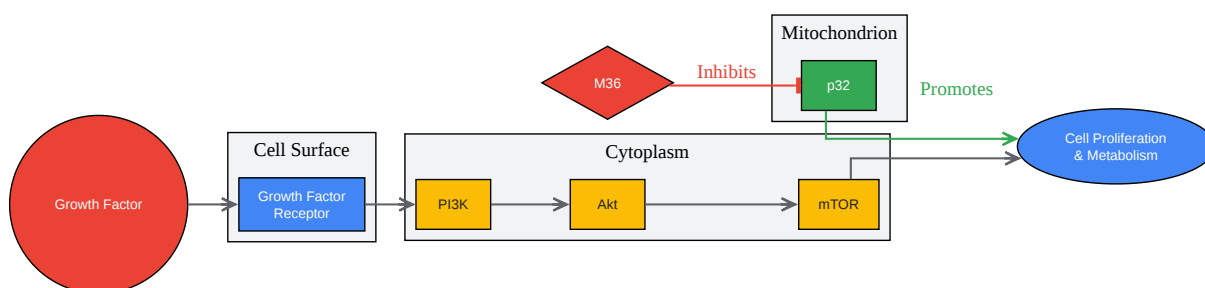 Mitochondrion
M36
Inhibits
p32
Promotes
Cell Surface
Cytoplasm
Cell Proliferation
& Metabolism
Growth Factor
Growth Factor
Receptor
PI3K
Akt
mTOR